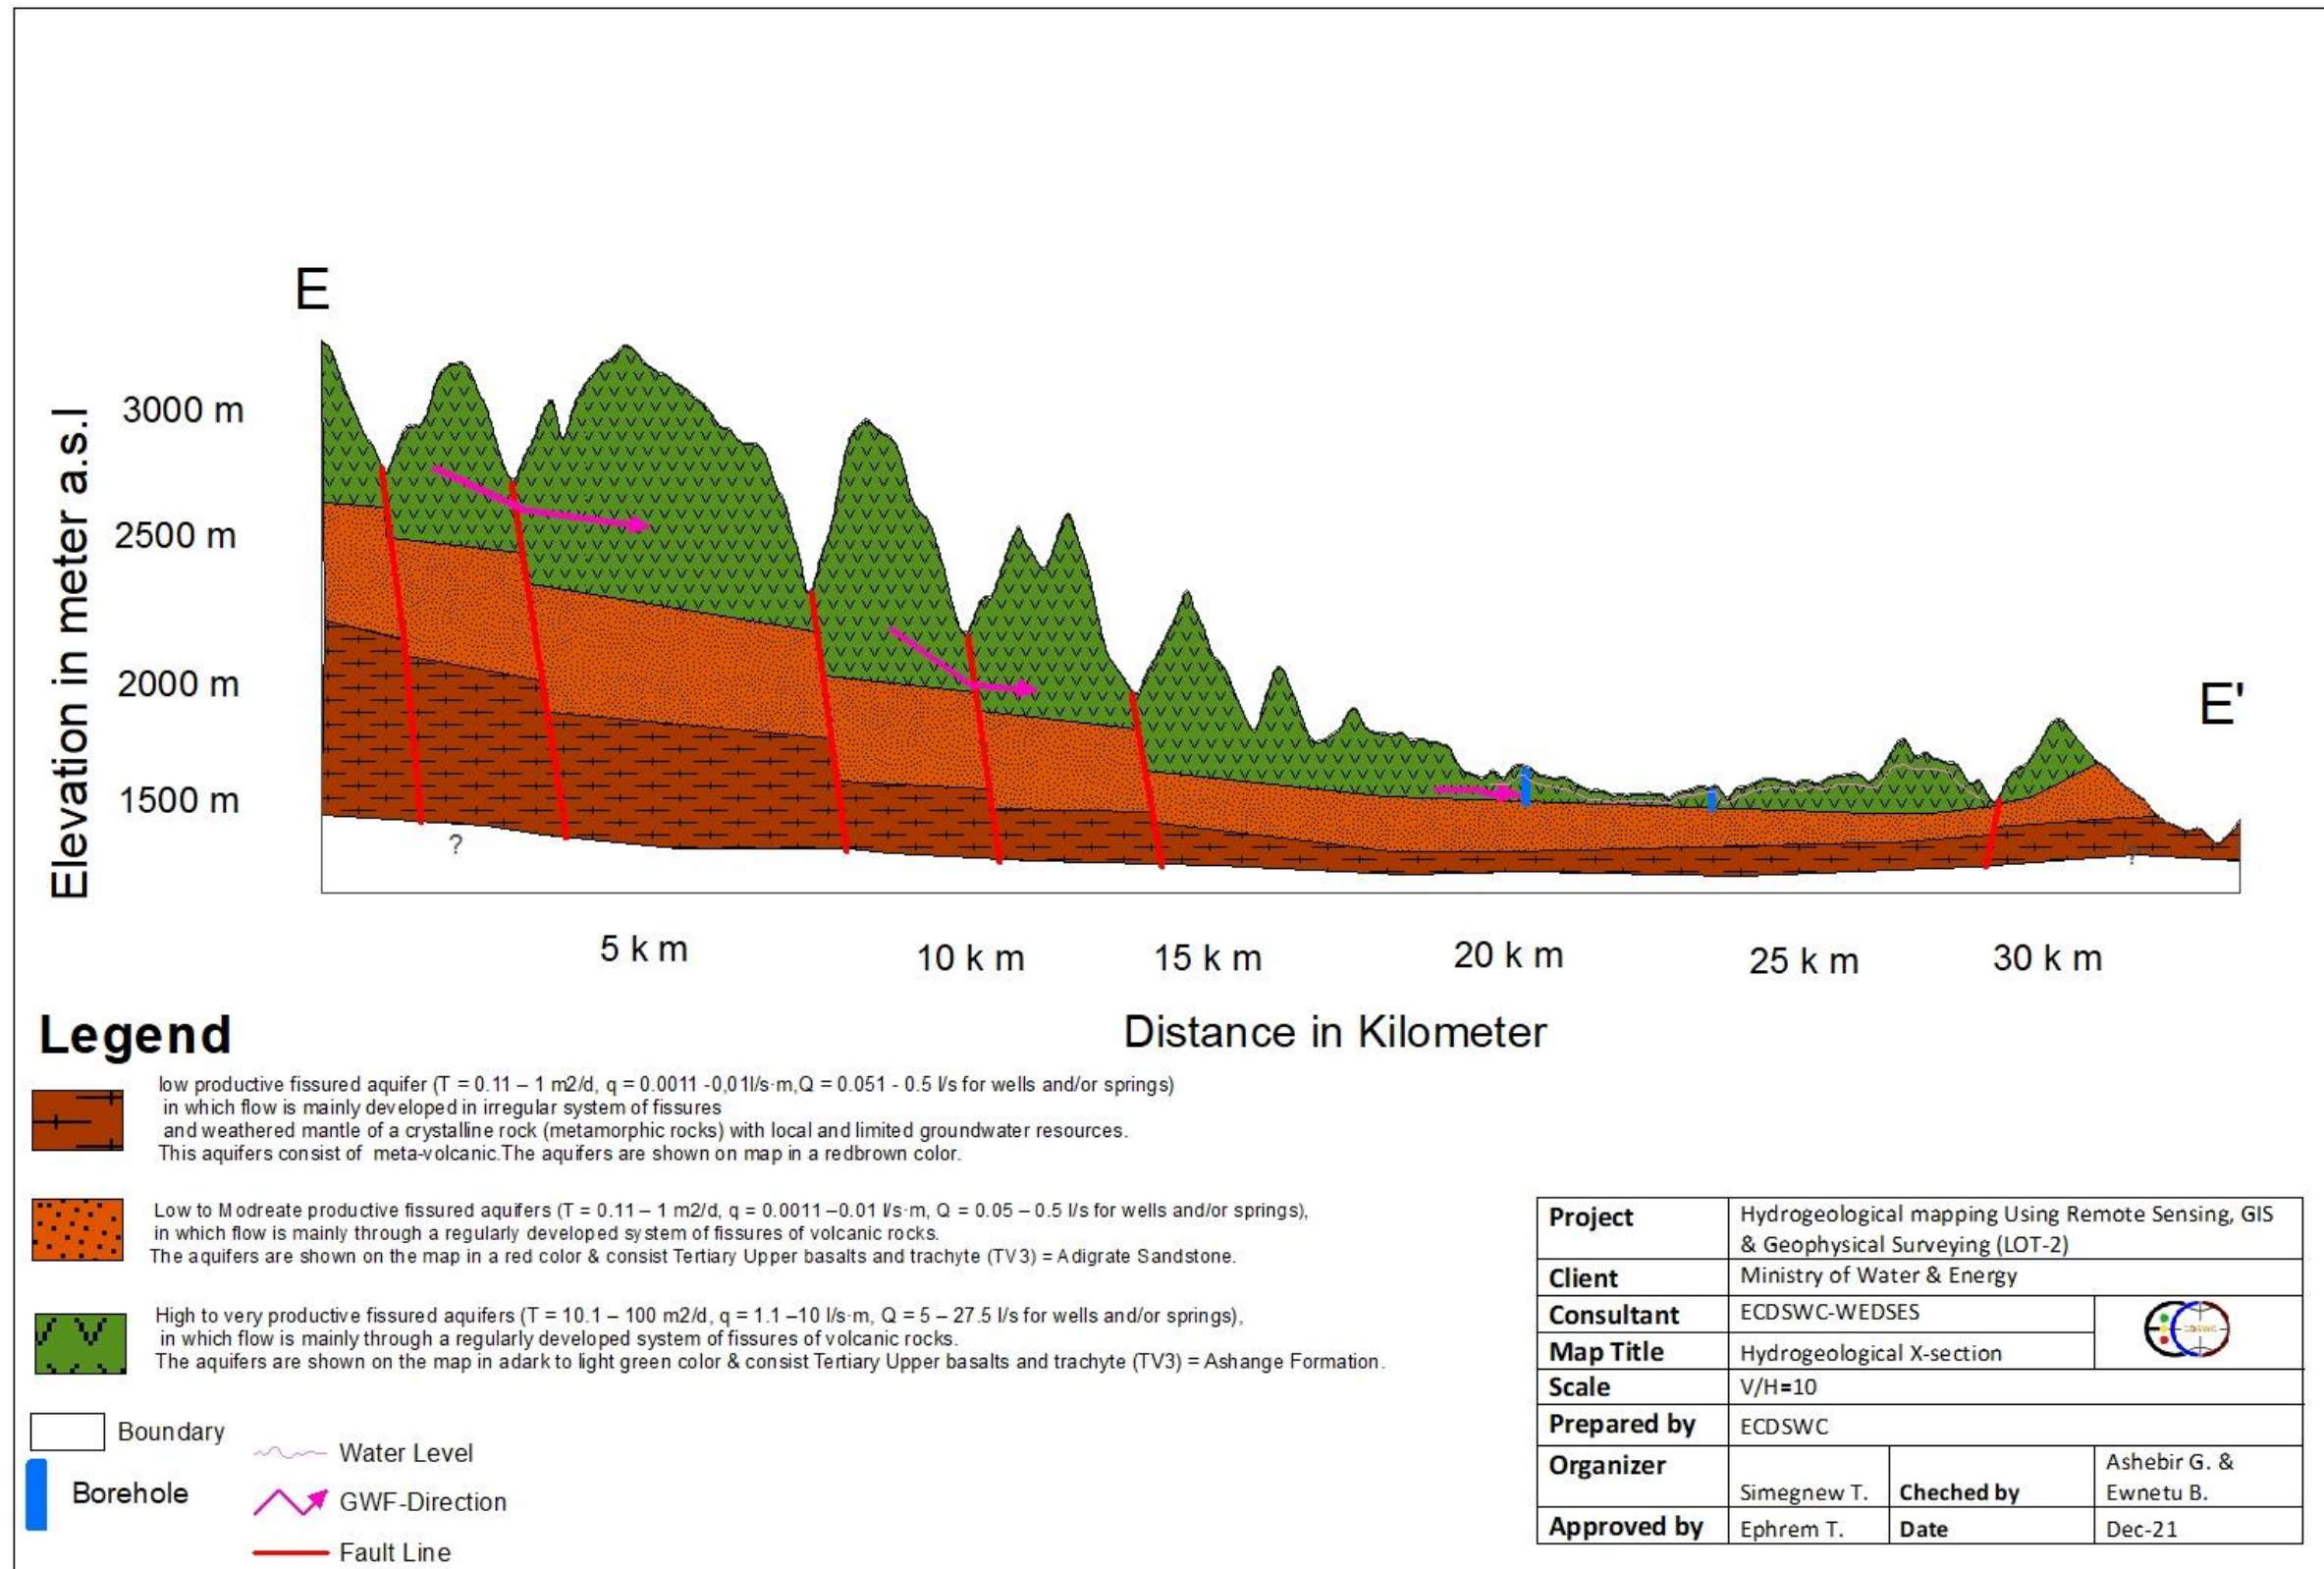 E
3000 m
2500 m
2000 m
1500 m
Elevation in meter a.s.l
E'
?
?
5 k m
10 k m
15 k m
20 k m
25 k m
30 k m
Distance in Kilometer
Legend
low productive fissured aquifer (T = 0.11 – 1 m2/d, q = 0.0011 -0,01l/s·m,Q = 0.051 - 0.5 l/s for wells and/or springs)
in which flow is mainly developed in irregular system of fissures
and weathered mantle of a crystalline rock (metamorphic rocks) with local and limited groundwater resources.
This aquifers consist of meta-volcanic.The aquifers are shown on map in a redbrown color.
Low to Modreate productive fissured aquifers (T = 0.11 – 1 m2/d, q = 0.0011 –0.01 l/s·m, Q = 0.05 – 0.5 l/s for wells and/or springs),
in which flow is mainly through a regularly developed system of fissures of volcanic rocks.
The aquifers are shown on the map in a red color & consist Tertiary Upper basalts and trachyte (TV3) = Adigrate Sandstone.
High to very productive fissured aquifers (T = 10.1 – 100 m2/d, q = 1.1 –10 l/s·m, Q = 5 – 27.5 l/s for wells and/or springs),
in which flow is mainly through a regularly developed system of fissures of volcanic rocks.
The aquifers are shown on the map in adark to light green color & consist Tertiary Upper basalts and trachyte (TV3) = Ashange Formation.
Boundary
Borehole
Water Level
GWF-Direction
Fault Line
Project
Hydrogeological mapping Using Remote Sensing, GIS
& Geophysical Surveying (LOT-2)
Client
Ministry of Water & Energy
Consultant
ECDSWC-WEDSES
CDSWC
Map Title
Hydrogeological X-section
Scale
V/H=10
Prepared by
ECDSWC
Organizer
Simegnew T.
Cheched by
Ashebir G. &
Ewnetu B.
Approved by
Ephrem T.
Date
Dec-21